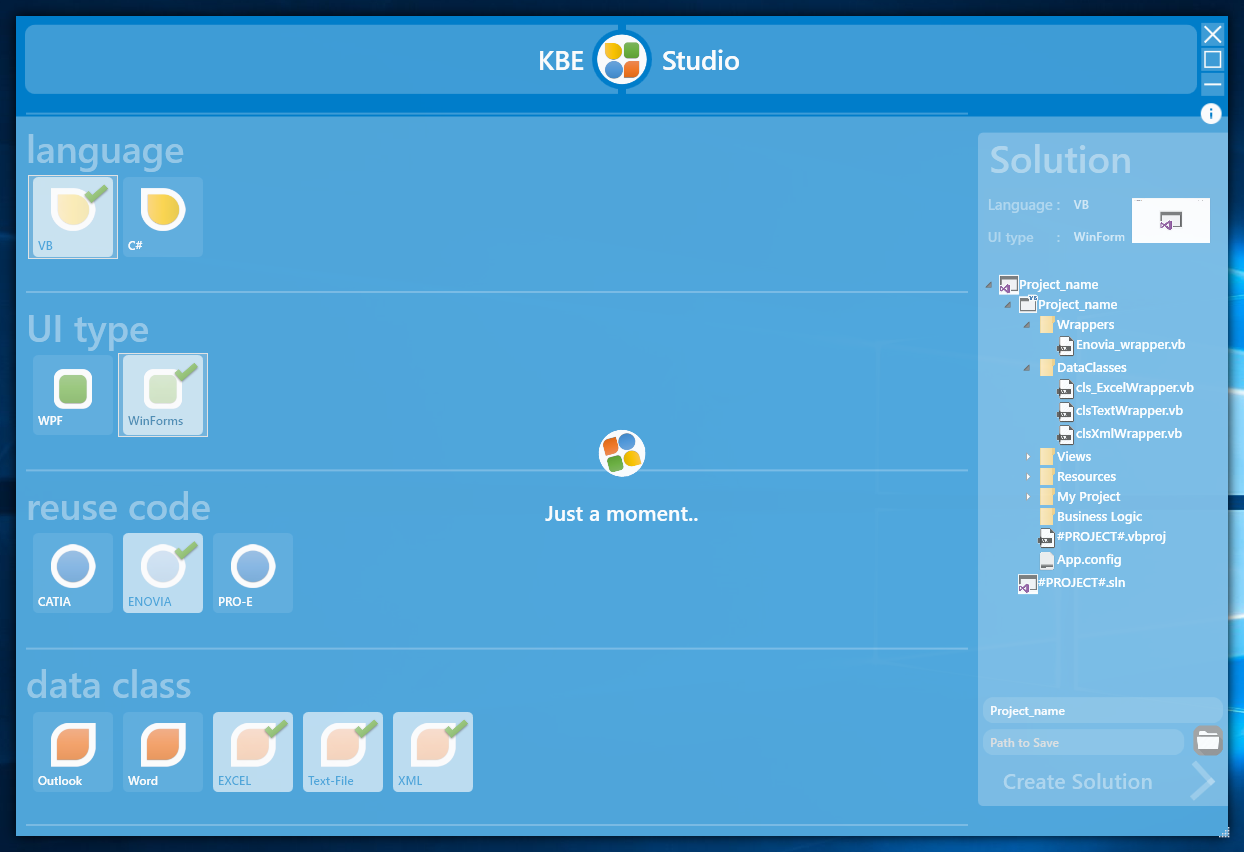 KBE Studio
language
VB
C#
UI type
WPF
WinForms
reuse code
CATIA
ENOVIA
PRO-E
data class
Outlook
Word
EXCEL
Text-File
XML
Just a moment..
Solution
Language : VB
UI type : WinForm
Project_name
Project_name
Wrappers
Enovia_wrapper.vb
DataClasses
cls_ExcelWrapper.vb
clsTextWrapper.vb
clsXmlWrapper.vb
Views
Resources
My Project
Business Logic
#PROJECT#.vbproj
App.config
#PROJECT#.sln
Project_name
Path to Save
Create Solution